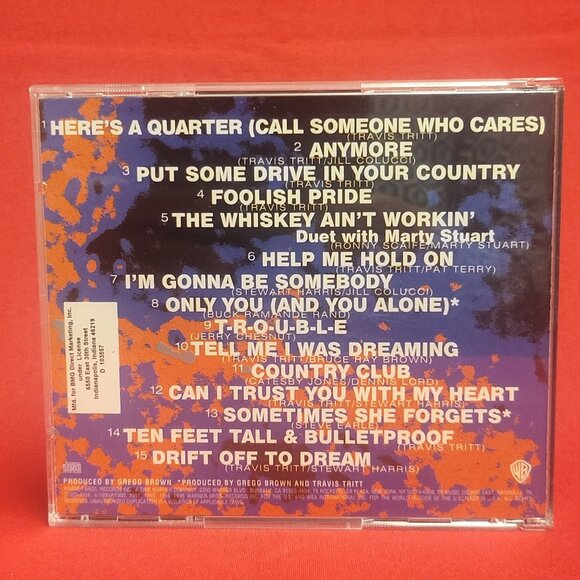 1 HERE'S A QUARTER (CALL SOMEONE WHO CARES)
(TRAVIS TRITT)
2 ANYMORE
(TRAVIS TRITT/JILL COLUCCI)
3 PUT SOME DRIVE IN YOUR COUNTRY
(TRAVIS TRITT)
4 FOOLISH PRIDE
(TRAVIS TRITT)
5 THE WHISKEY AIN'T WORKIN'
Duet with Marty Stuart
(RONNY SCAIFE/MARTY STUART)
6 HELP ME HOLD ON
(TRAVIS TRITT/PAT TERRY)
7 I'M GONNA BE SOMEBODY
(STEWART HARRIS/JILL COLUCCI)
8 ONLY YOU (AND YOU ALONE)*
(BUCK RAM/ANDE RAND)
9 T-R-O-U-B-L-E
(JERRY CHESNUT)
10 TELL ME I WAS DREAMING
(TRAVIS TRITT/BRUCE RAY BROWN)
11 COUNTRY CLUB
(CATESBY JONES/DENNIS LORD)
12 CAN I TRUST YOU WITH MY HEART
(TRAVIS TRITT/STEWART HARRIS)
13 SOMETIMES SHE FORGETS*
(STEVE EARLE)
14 TEN FEET TALL & BULLETPROOF
(TRAVIS TRITT)
15 DRIFT OFF TO DREAM
(TRAVIS TRITT/STEWART HARRIS)
Mfd. for BMG Direct Marketing, Inc.
under License
6550 East 30th Street
Indianapolis, Indiana 46219
D 103557
PRODUCED BY GREGG BROWN *PRODUCED BY GREGG BROWN AND TRAVIS TRITT
WB